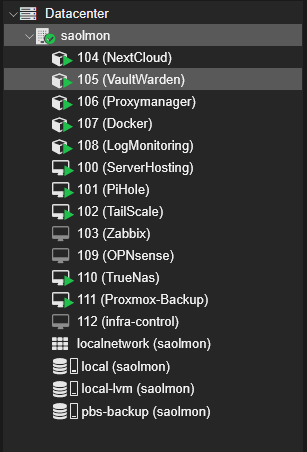 Datacenter
saolmon
104 (NextCloud)
105 (VaultWarden)
106 (Proxymanager)
107 (Docker)
108 (LogMonitoring)
100 (ServerHosting)
101 (PiHole)
102 (TailScale)
103 (Zabbix)
109 (OPNsense)
110 (TrueNas)
111 (Proxmox-Backup)
112 (infra-control)
localnetwork (saolmon)
local (saolmon)
local-lvm (saolmon)
pbs-backup (saolmon)